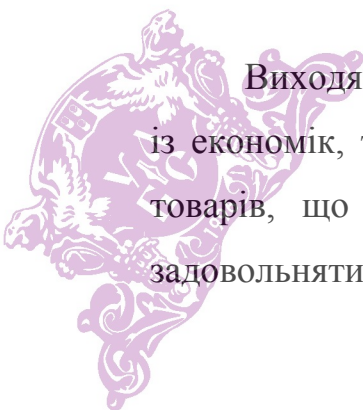 Виходя
із економік,
товарів, що
задовольняти